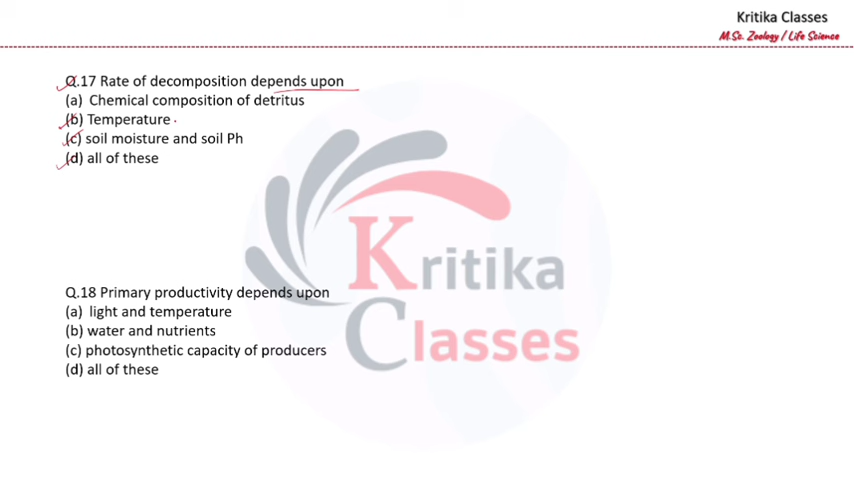 Kritika Classes
M.Sc. Zoology / Life Science
Q.17 Rate of decomposition depends upon
(a) Chemical composition of detritus
(b) Temperature
(c) soil moisture and soil Ph
(d) all of these
Kritika
Classes
Q.18 Primary productivity depends upon
(a) light and temperature
(b) water and nutrients
(c) photosynthetic capacity of producers
(d) all of these